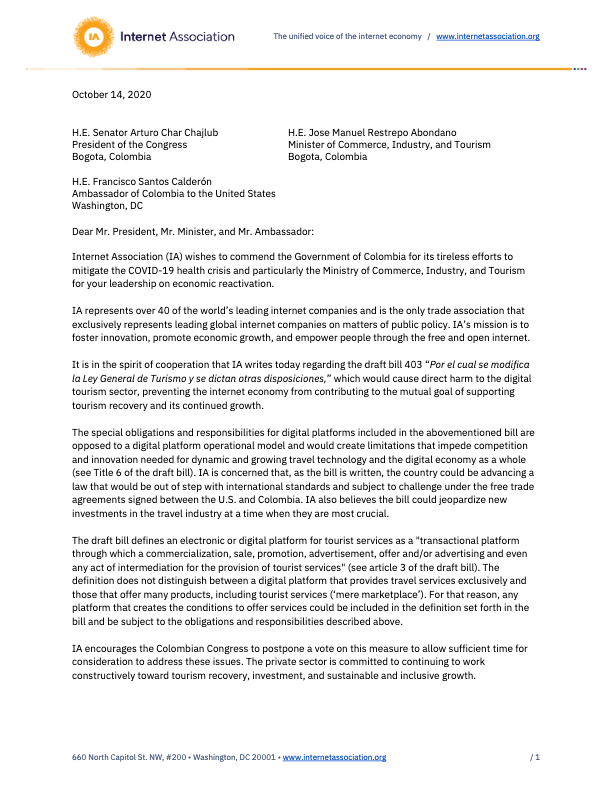 IA Internet Association
The unified voice of the internet economy / www.internetassociation.org
October 14, 2020
H.E. Senator Arturo Char Chajlub
President of the Congress
Bogota, Colombia
H.E. Jose Manuel Restrepo Abondano
Minister of Commerce, Industry, and Tourism
Bogota, Colombia
H.E. Francisco Santos Calderón
Ambassador of Colombia to the United States
Washington, DC
Dear Mr. President, Mr. Minister, and Mr. Ambassador:
Internet Association (IA) wishes to commend the Government of Colombia for its tireless efforts to
mitigate the COVID-19 health crisis and particularly the Ministry of Commerce, Industry, and Tourism
for your leadership on economic reactivation.
IA represents over 40 of the world's leading internet companies and is the only trade association that
exclusively represents leading global internet companies on matters of public policy. IA's mission is to
foster innovation, promote economic growth, and empower people through the free and open internet.
It is in the spirit of cooperation that IA writes today regarding the draft bill 403 "Por el cual se modifica
la Ley General de Turismo y se dictan otras disposiciones," which would cause direct harm to the digital
tourism sector, preventing the internet economy from contributing to the mutual goal of supporting
tourism recovery and its continued growth.
The special obligations and responsibilities for digital platforms included in the abovementioned bill are
opposed to a digital platform operational model and would create limitations that impede competition
and innovation needed for dynamic and growing travel technology and the digital economy as a whole
(see Title 6 of the draft bill). IA is concerned that, as the bill is written, the country could be advancing a
law that would be out of step with international standards and subject to challenge under the free trade
agreements signed between the U.S. and Colombia. IA also believes the bill could jeopardize new
investments in the travel industry at a time when they are most crucial.
The draft bill defines an electronic or digital platform for tourist services as a "transactional platform
through which a commercialization, sale, promotion, advertisement, offer and/or advertising and even
any act of intermediation for the provision of tourist services" (see article 3 of the draft bill). The
definition does not distinguish between a digital platform that provides travel services exclusively and
those that offer many products, including tourist services ('mere marketplace'). For that reason, any
platform that creates the conditions to offer services could be included in the definition set forth in the
bill and be subject to the obligations and responsibilities described above.
IA encourages the Colombian Congress to postpone a vote on this measure to allow sufficient time for
consideration to address these issues. The private sector is committed to continuing to work
constructively toward tourism recovery, investment, and sustainable and inclusive growth.
660 North Capitol St. NW, #200 • Washington, DC 20001 • www.internetassociation.org / 1